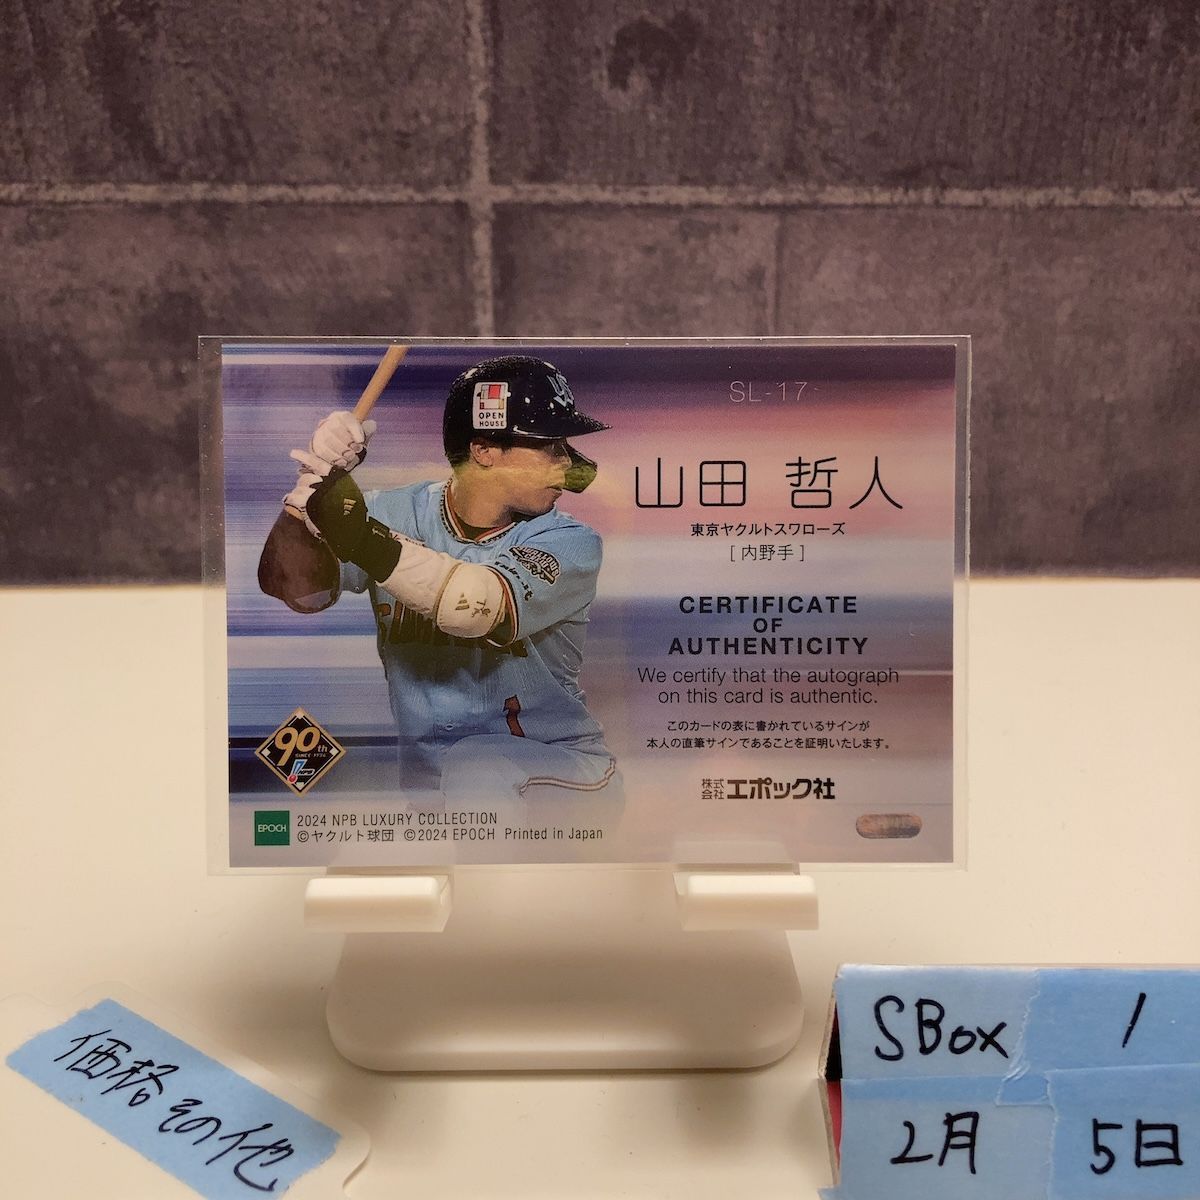 SL-17
OPEN
HOUSE
YS
山田 哲人
東京ヤクルトスワローズ
[ 内野手 ]
CERTIFICATE
OF
AUTHENTICITY
We certify that the autograph
on this card is authentic.
このカードの表に書かれているサインが
本人の直筆サインであることを証明いたします。
株式会社エポック社
1
90th
SINCE 1934
NPB
EPOCH
2024 NPB LUXURY COLLECTION
©ヤクルト球団 ©2024 EPOCH Printed in Japan
価格その他
SBox 1
2月 5日